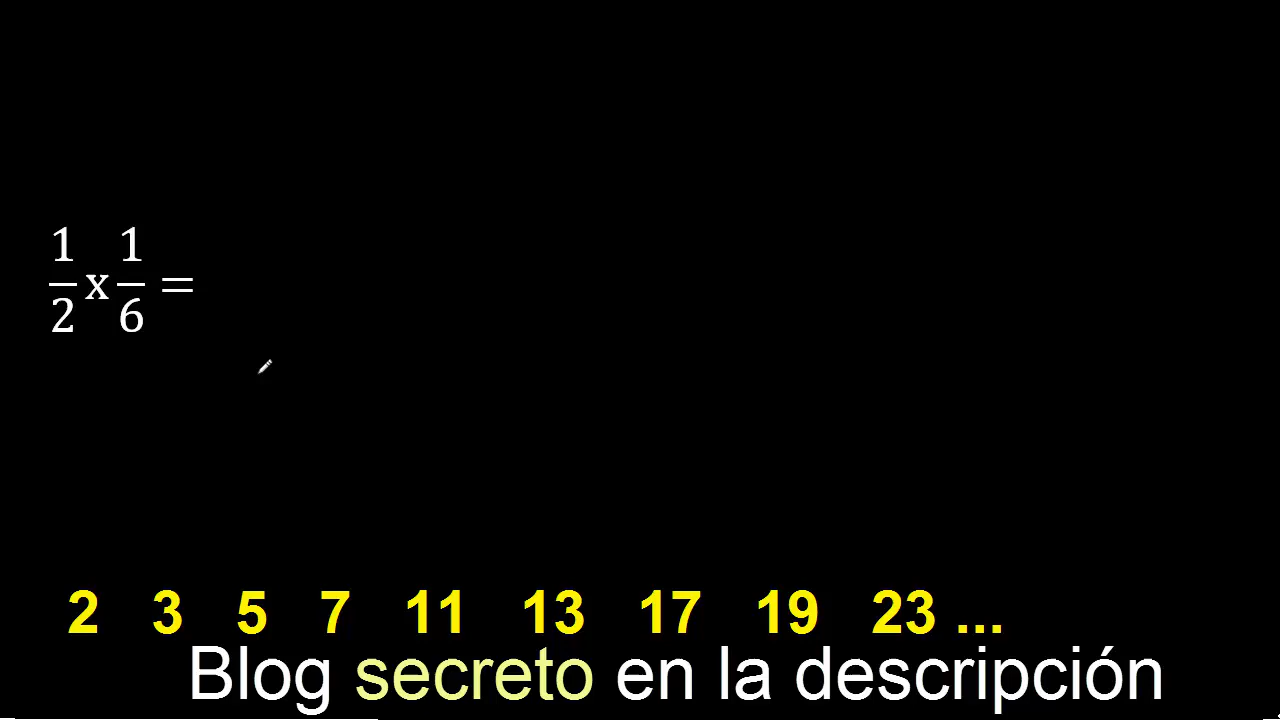 1/2 x 1/6 =
2 3 5 7 11 13 17 19 23 ...
Blog secreto en la descripción